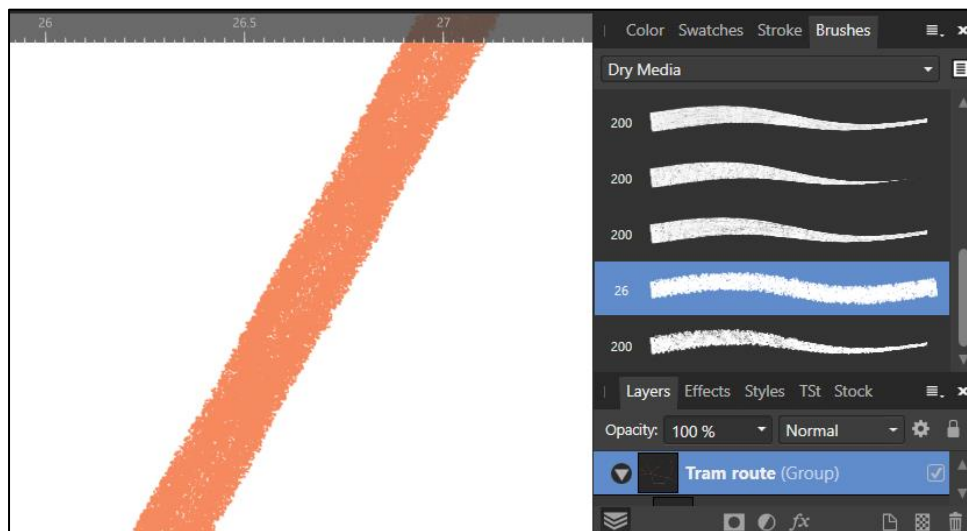 26 26.5 27
Color Swatches Stroke Brushes
Dry Media
200
200
200
26
200
Layers Effects Styles TSt Stock
Opacity: 100 % Normal
Tram route (Group)
fx